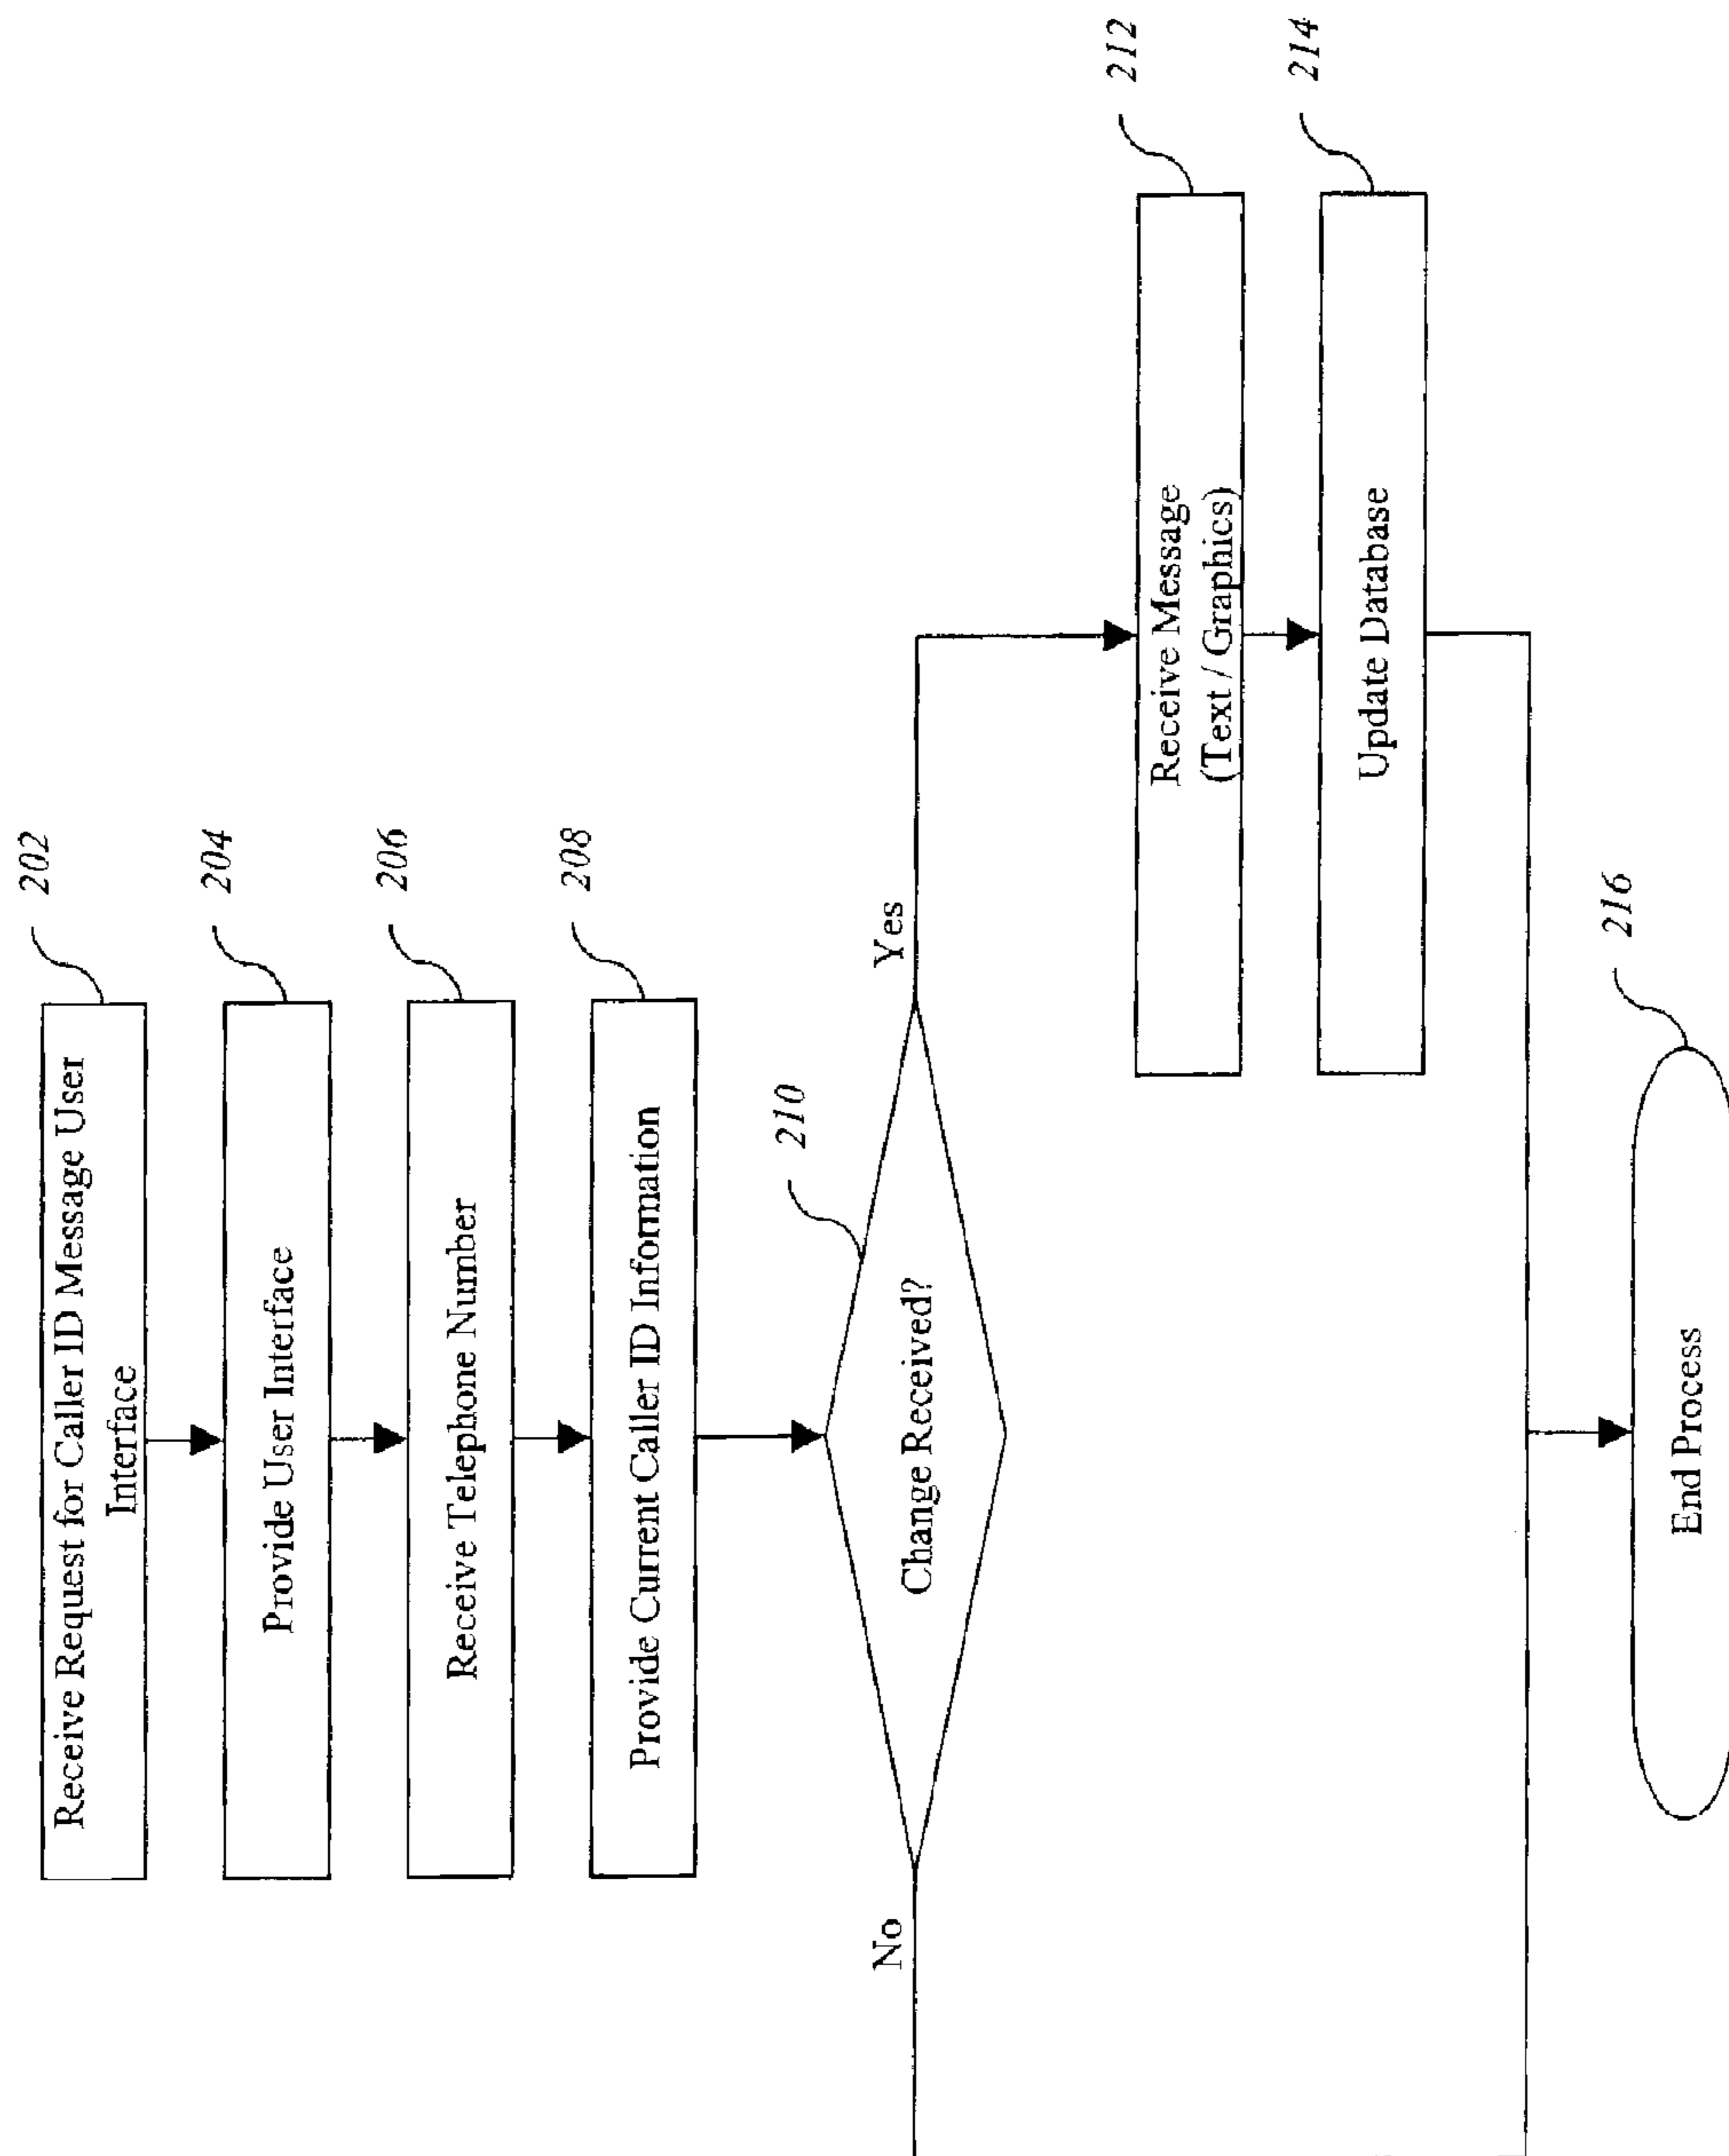 Receive Request for Caller ID Message User
Interface
202
Provide User Interface
204
Receive Telephone Number
206
Provide Current Caller ID Information
208
Change Received?
210
No
Yes
Receive Message
(Text / Graphics)
212
Update Database
214
End Process
216